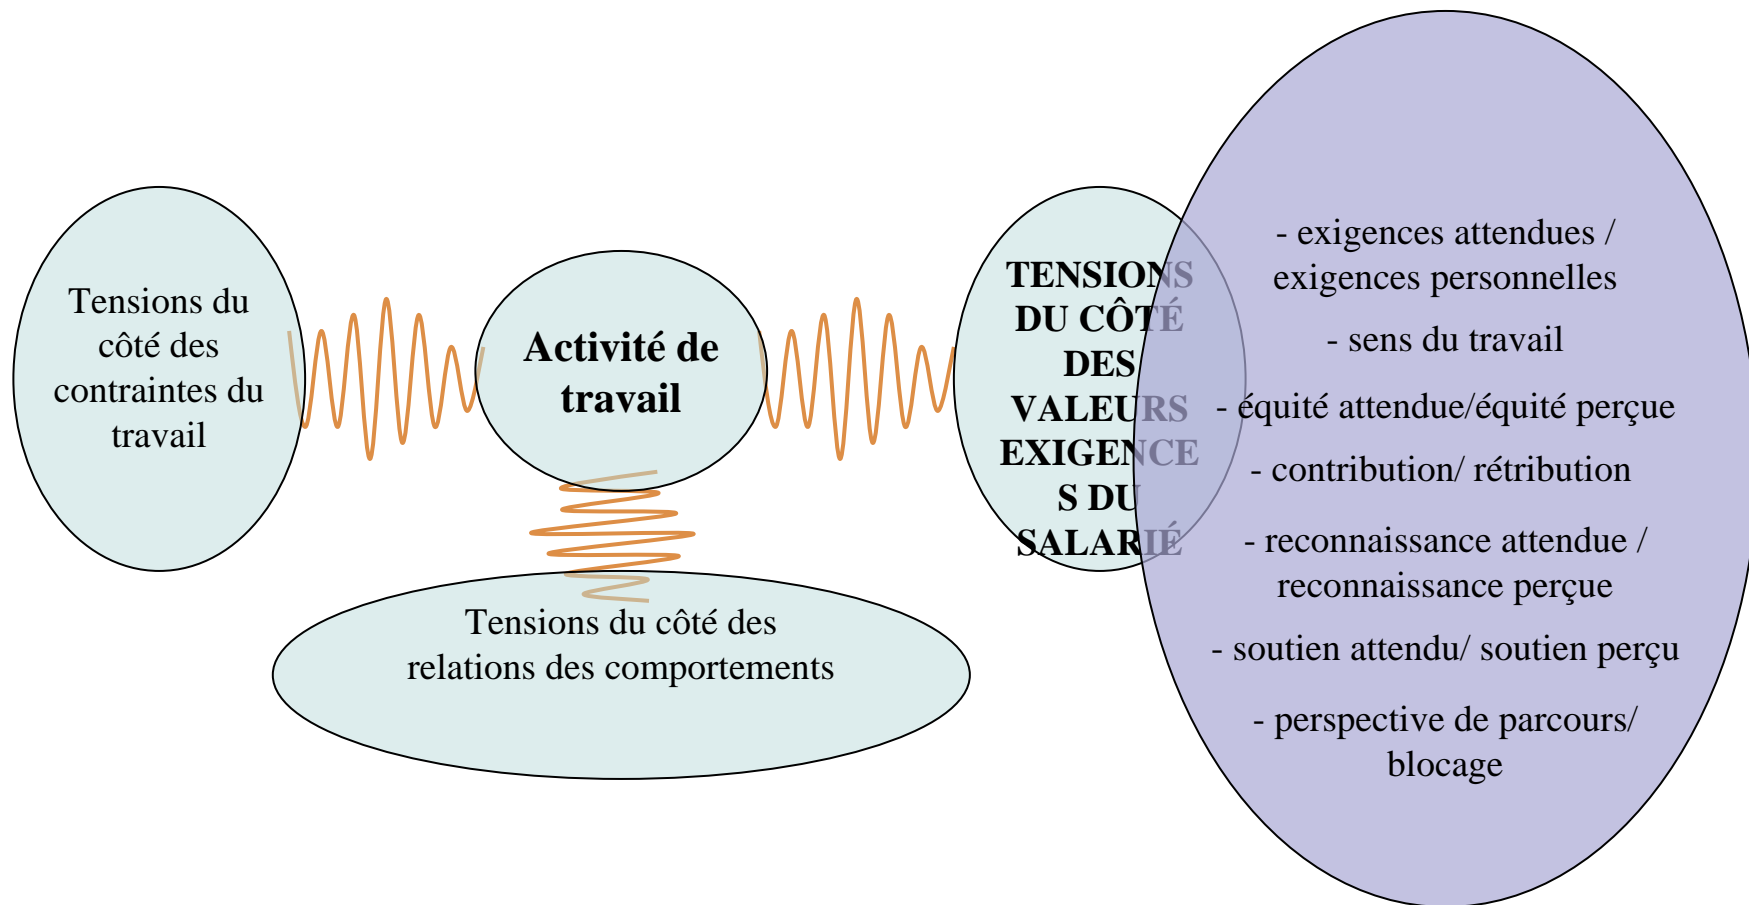 Tensions du
côté des
contraintes du
travail
Activité de
travail
Tensions du côté des
relations des comportements
TENSIONS
DU CÔTÉ
DES
VALEURS
EXIGENCE
S DU
SALARIÉ
- exigences attendues /
exigences personnelles
- sens du travail
- équité attendue/équité perçue
- contribution/ rétribution
- reconnaissance attendue /
reconnaissance perçue
- soutien attendu/ soutien perçu
- perspective de parcours/
blocage